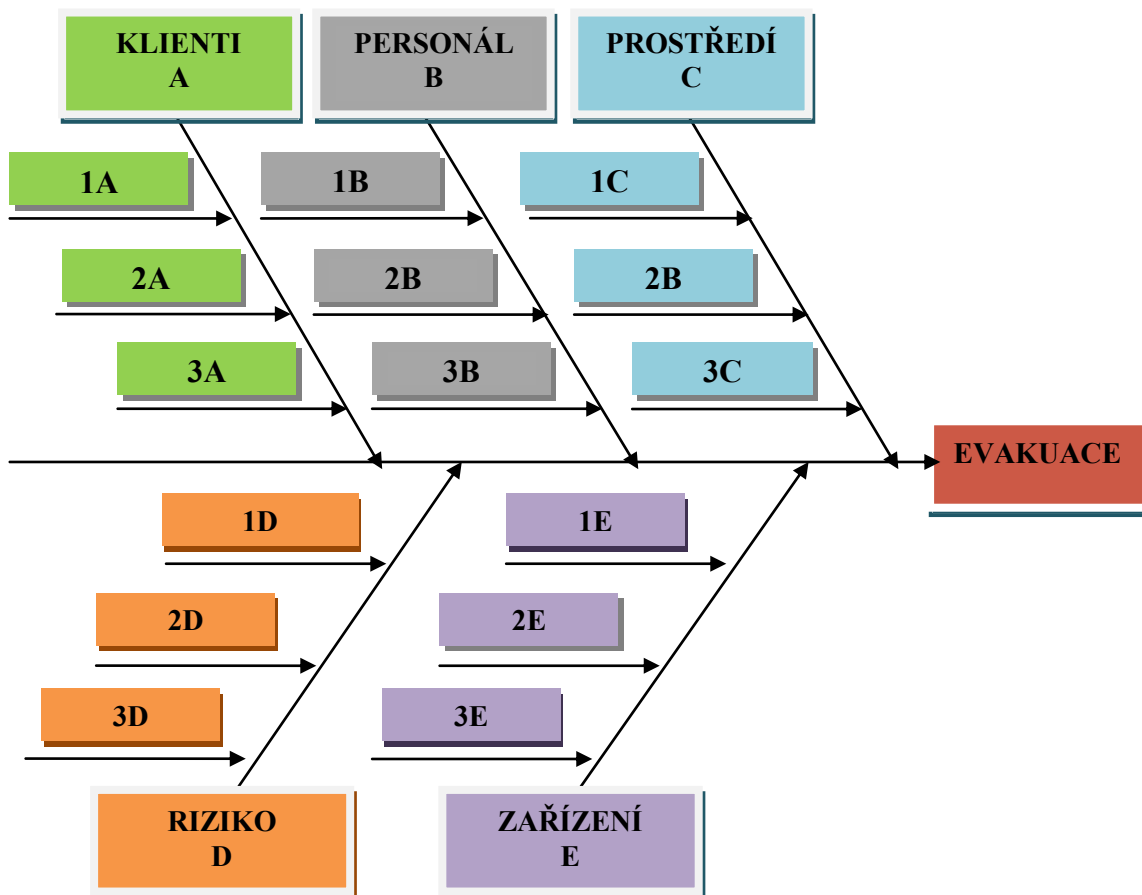 KLIENTI
A
PERSONÁL
B
PROSTŘEDÍ
C
1A
1B
1C
2A
2B
2B
3A
3B
3C
EVAKUACE
1D
1E
2D
2E
3D
3E
RIZIKO
D
ZAŘÍZENÍ
E